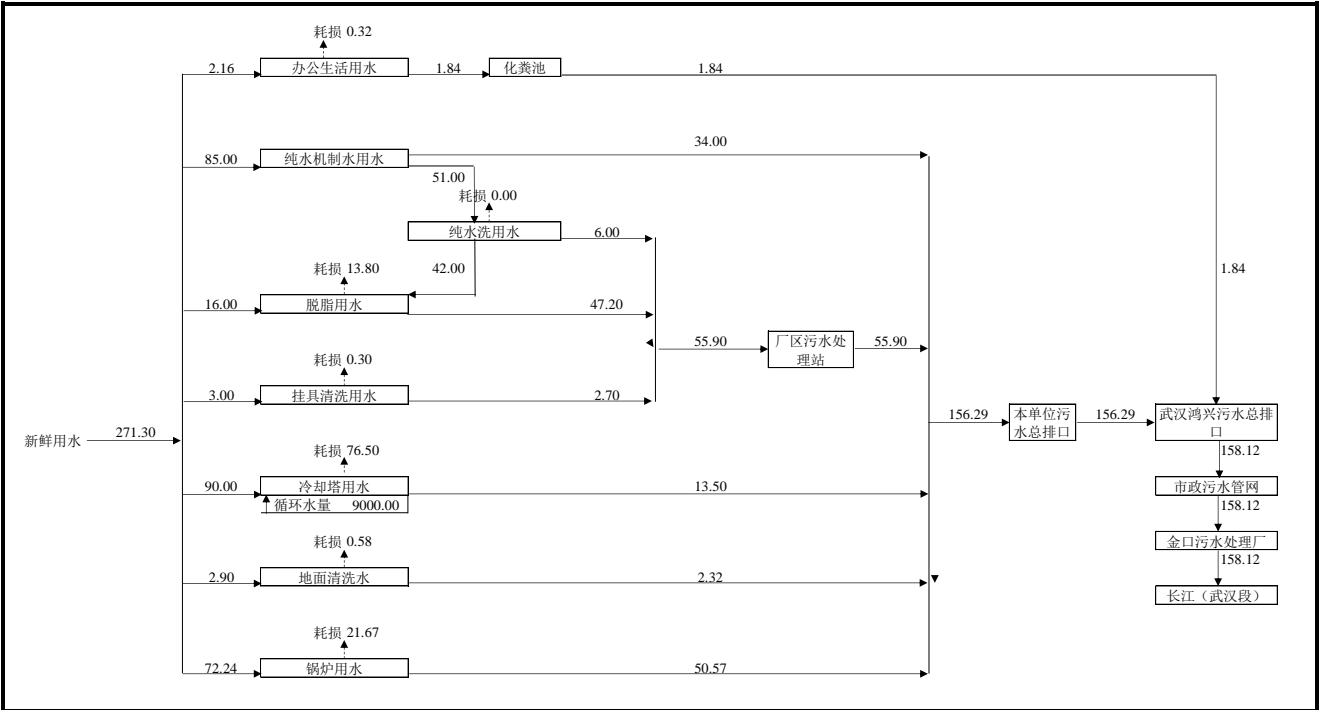 耗损 0.32
2.16
办公生活用水
1.84
化粪池
1.84
34.00
85.00
纯水机制水用水
51.00
耗损 0.00
纯水洗用水
6.00
耗损 13.80
42.00
1.84
16.00
脱脂用水
47.20
55.90
厂区污水处
理站
55.90
耗损 0.30
3.00
挂具清洗用水
2.70
新鲜用水
271.30
156.29
本单位污
水总排口
156.29
武汉鸿兴污水总排
口
耗损 76.50
158.12
90.00
冷却塔用水
13.50
市政污水管网
循环水量 9000.00
158.12
耗损 0.58
金口污水处理厂
158.12
2.90
地面清洗水
2.32
长江（武汉段）
耗损 21.67
72.24
锅炉用水
50.57